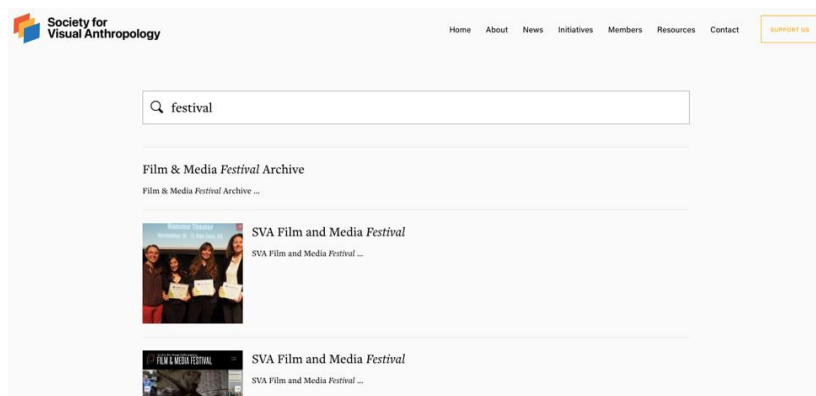 Society for
Visual Anthropology
Home About News Initiatives Members Resources Contact SUPPORT US
festival
Film & Media Festival Archive
Film & Media Festival Archive ...
Hammer Theater
SVA Film and Media Festival
SVA Film and Media Festival ...
FILM & MEDIA FESTIVAL
SVA Film and Media Festival
SVA Film and Media Festival ...